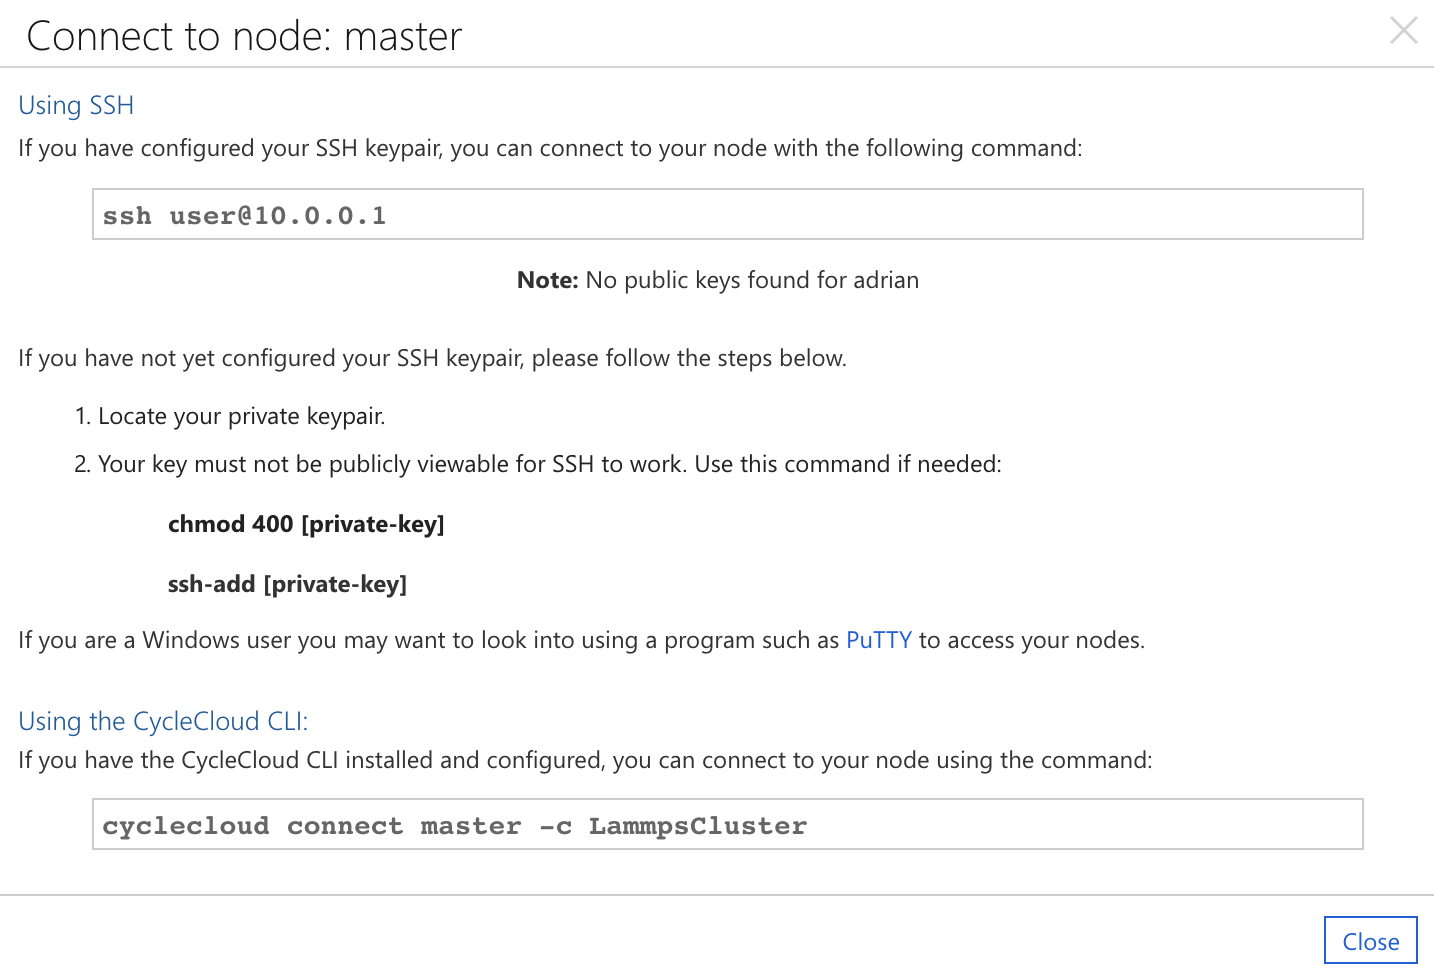 Connect to node: master
Using SSH
If you have configured your SSH keypair, you can connect to your node with the following command:
ssh user@10.0.0.1
Note: No public keys found for adrian
If you have not yet configured your SSH keypair, please follow the steps below.
1. Locate your private keypair.
2. Your key must not be publicly viewable for SSH to work. Use this command if needed:
chmod 400 [private-key]
ssh-add [private-key]
If you are a Windows user you may want to look into using a program such as PuTTY to access your nodes.
Using the CycleCloud CLI:
If you have the CycleCloud CLI installed and configured, you can connect to your node using the command:
cyclecloud connect master -c LammpsCluster
Close